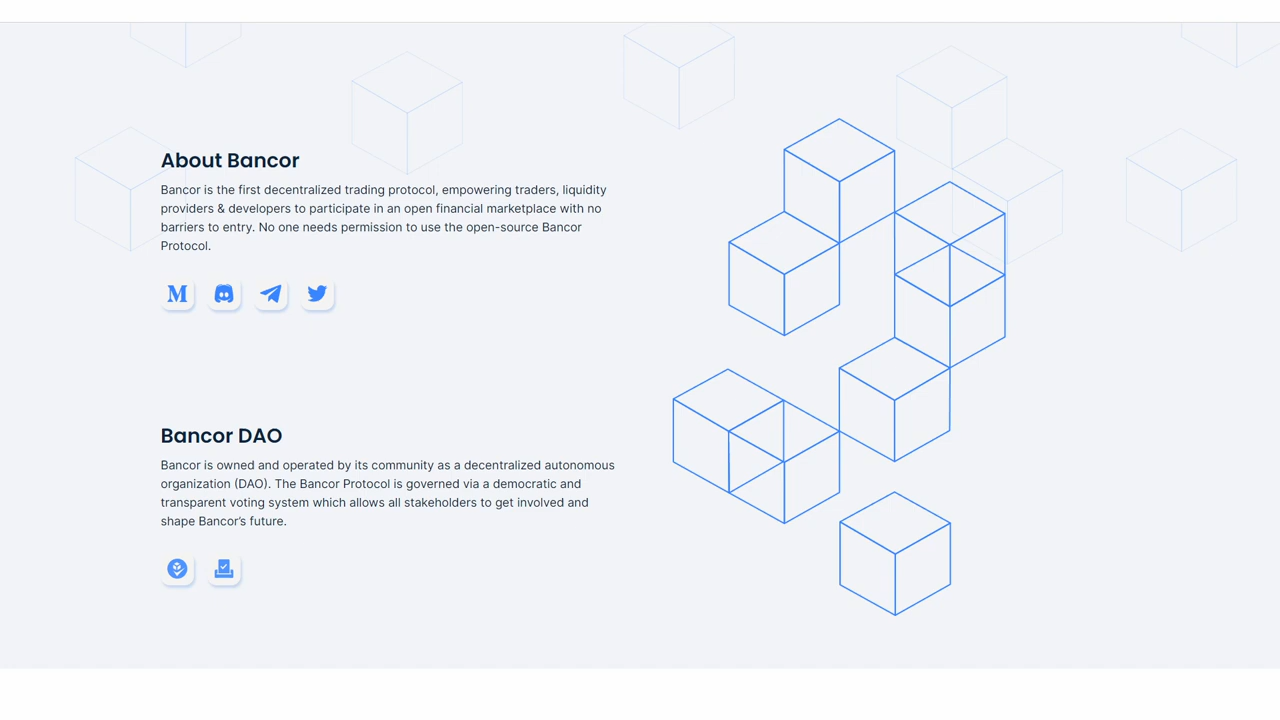 About Bancor
Bancor is the first decentralized trading protocol, empowering traders, liquidity
providers & developers to participate in an open financial marketplace with no
barriers to entry. No one needs permission to use the open-source Bancor
Protocol.
M
Bancor DAO
Bancor is owned and operated by its community as a decentralized autonomous
organization (DAO). The Bancor Protocol is governed via a democratic and
transparent voting system which allows all stakeholders to get involved and
shape Bancor’s future.